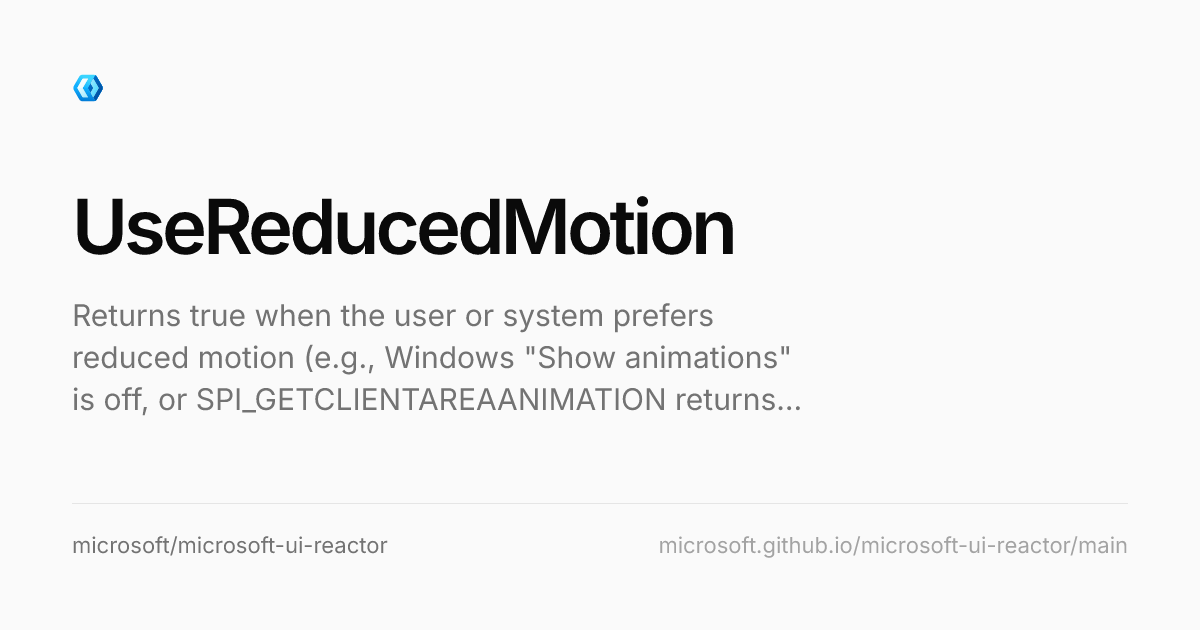 UseReducedMotion
Returns true when the user or system prefers
reduced motion (e.g., Windows "Show animations"
is off, or SPI_GETCLIENTAREAANIMATION returns...
microsoft/microsoft-ui-reactor
microsoft.github.io/microsoft-ui-reactor/main